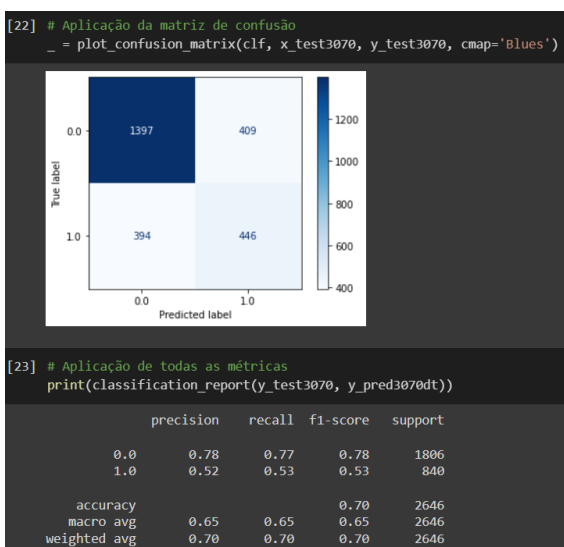 [22] # Aplicação da matriz de confusão
_ = plot_confusion_matrix(clf, x_test3070, y_test3070, cmap='Blues')
0.0 1397 409
1.0 394 446
True label
0.0 1.0
Predicted label
1200
1000
800
600
400
[23] # Aplicação de todas as métricas
print(classification_report(y_test3070, y_pred3070dt))
precision recall f1-score support
0.0 0.78 0.77 0.78 1806
1.0 0.52 0.53 0.53 840
accuracy 0.70 2646
macro avg 0.65 0.65 0.65 2646
weighted avg 0.70 0.70 0.70 2646